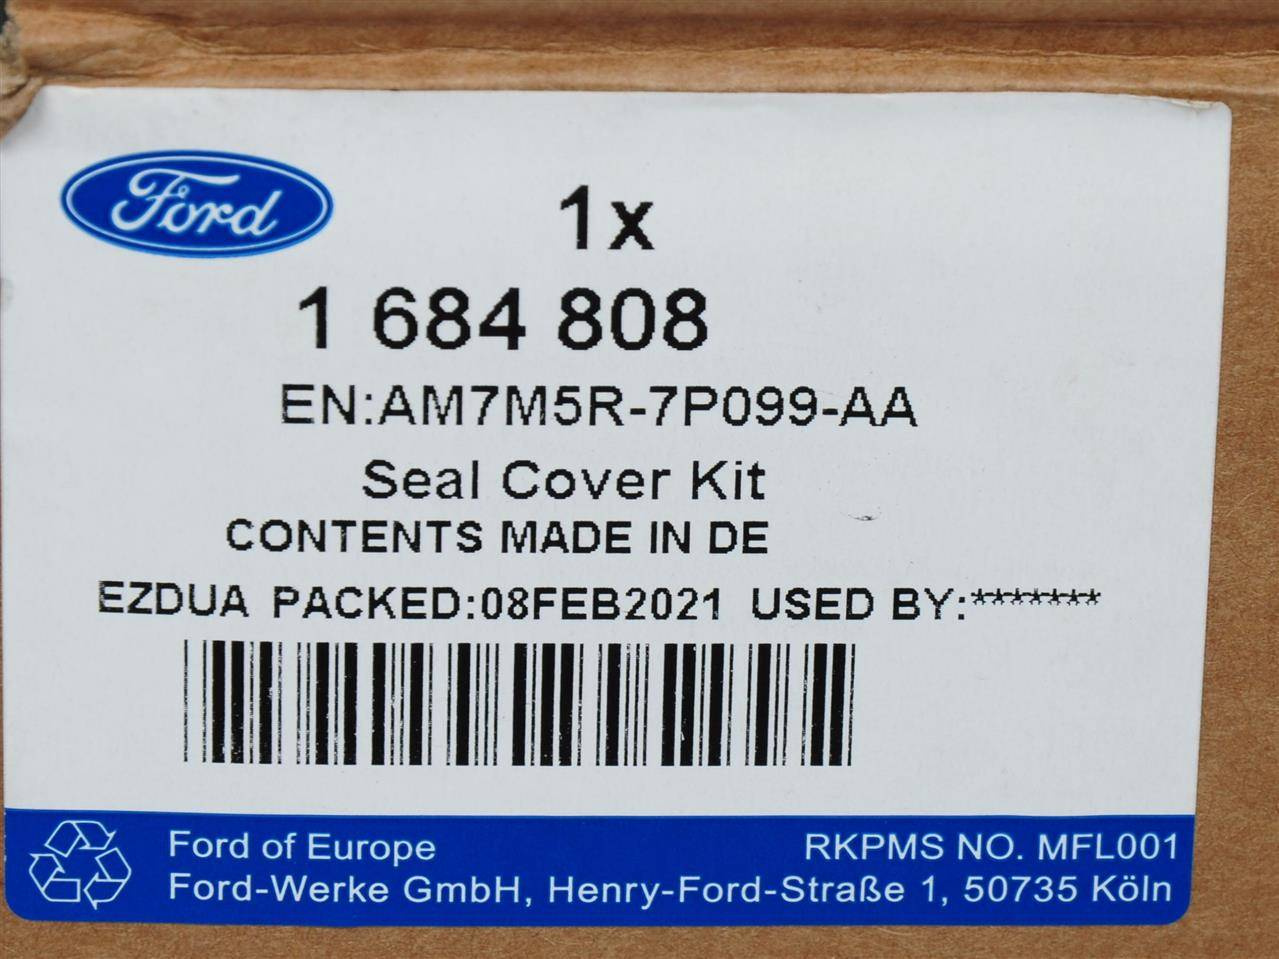 Ford
1x
1 684 808
EN:AM7M5R-7P099-AA
Seal Cover Kit
CONTENTS MADE IN DE
EZDUA PACKED:08FEB2021 USED BY:*******
Ford of Europe
RKPMS NO. MFL001
Ford-Werke GmbH, Henry-Ford-Straße 1, 50735 Köln